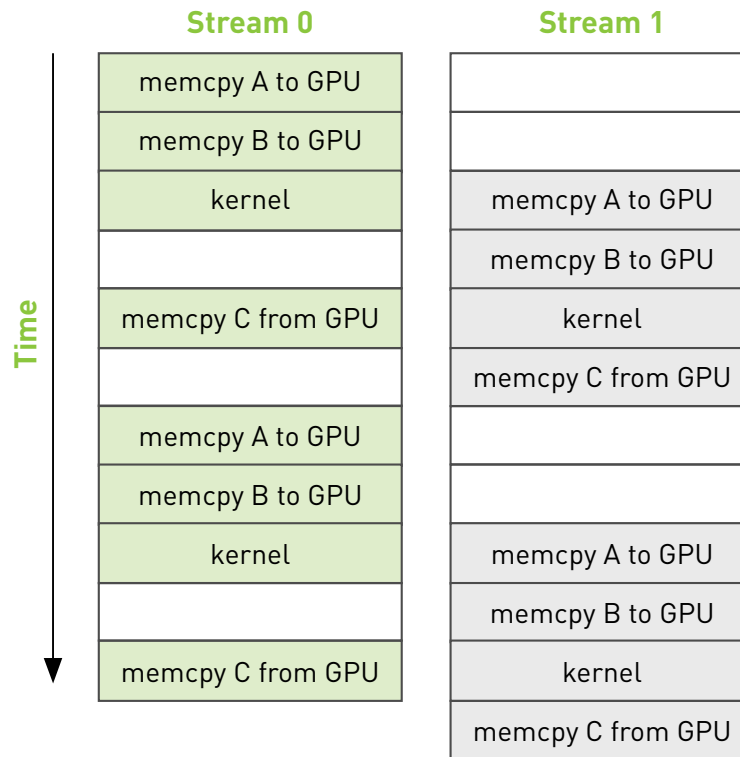 Stream 0
Stream 1
Time
memcpy A to GPU
memcpy B to GPU
kernel
memcpy C from GPU
memcpy A to GPU
memcpy B to GPU
kernel
memcpy C from GPU
memcpy A to GPU
memcpy B to GPU
kernel
memcpy C from GPU
memcpy A to GPU
memcpy B to GPU
kernel
memcpy C from GPU